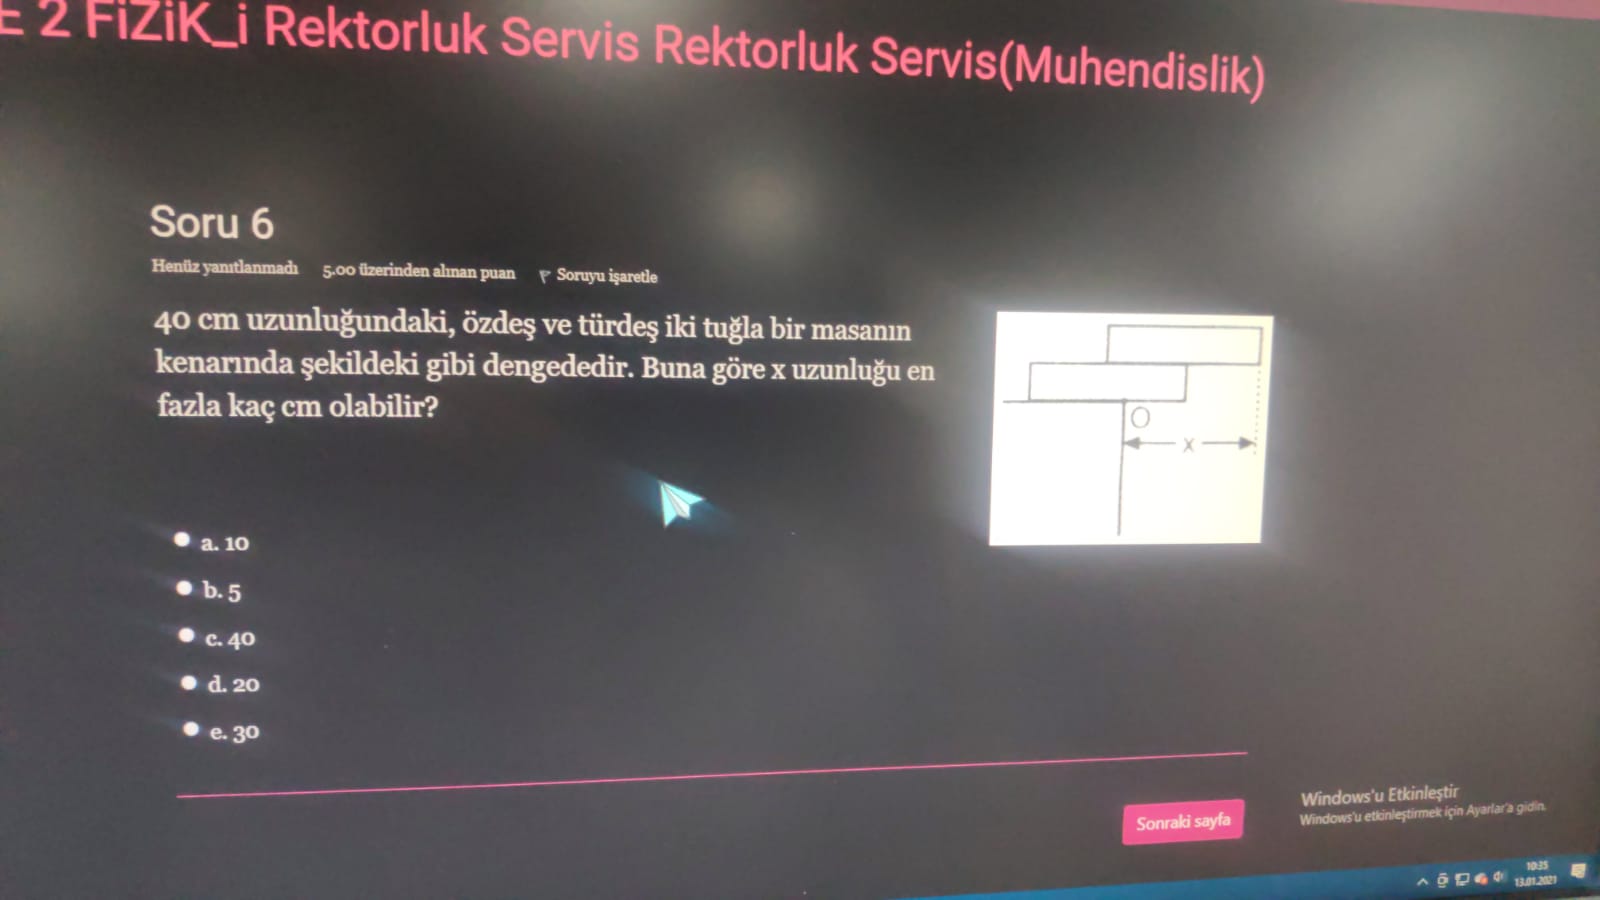 E 2 FiZiK_i Rektorluk Servis Rektorluk Servis(Muhendislik)
Soru 6
Henüz yanıtlanmadı 5.00 üzerinden alınan puan Soruyu işaretle
40 cm uzunluğundaki, özdeş ve türdeş iki tuğla bir masanın
kenarında şekildeki gibi dengededir. Buna göre x uzunluğu en
fazla kaç cm olabilir?
O
x
a. 10
b. 5
c. 40
d. 20
e. 30
Sonraki sayfa
Windows'u Etkinleştir
Windows'u etkinleştirmek için Ayarlar'a gidin.
10:35
13.01.2021